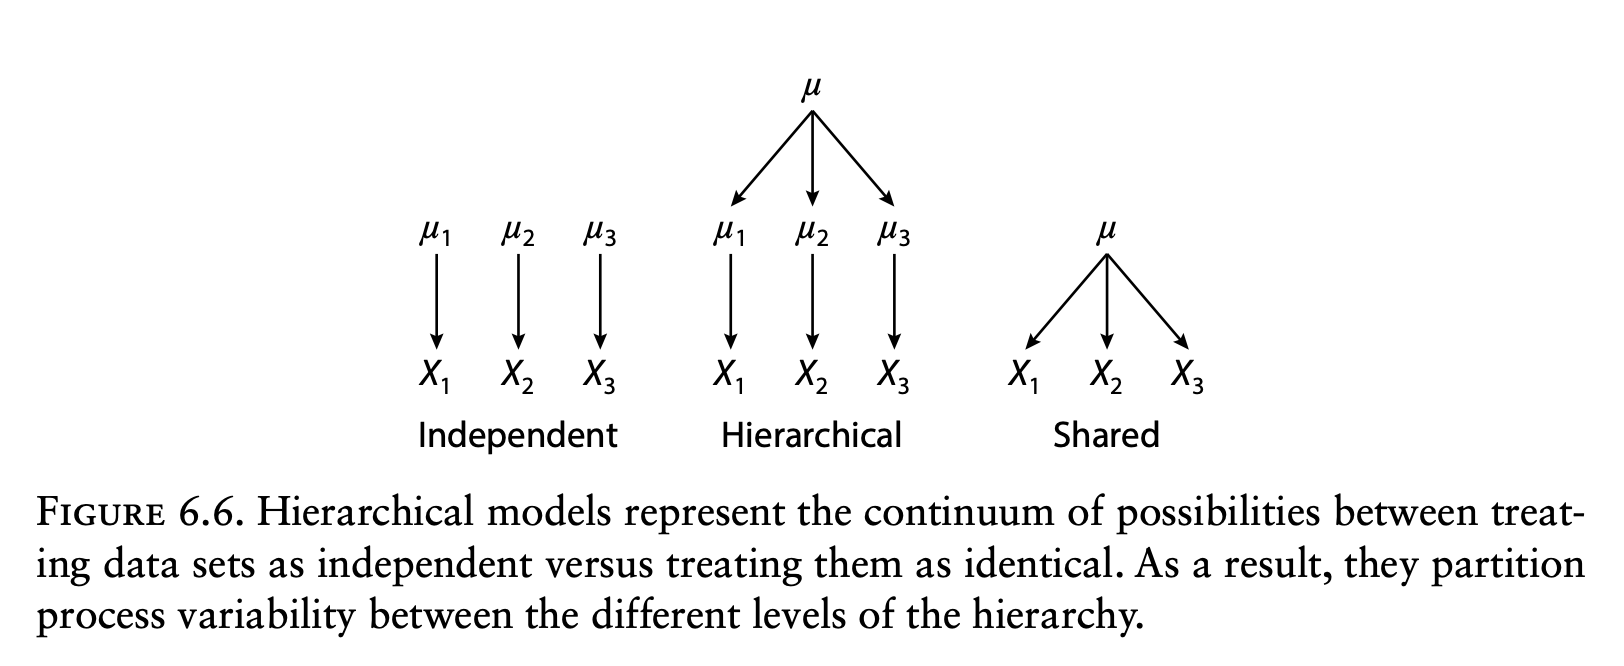 μ
μ₁ μ₂ μ₃ μ₁ μ₂ μ₃ μ
X₁ X₂ X₃ X₁ X₂ X₃ X₁ X₂ X₃
Independent Hierarchical Shared
FIGURE 6.6. Hierarchical models represent the continuum of possibilities between treat-
ing data sets as independent versus treating them as identical. As a result, they partition
process variability between the different levels of the hierarchy.